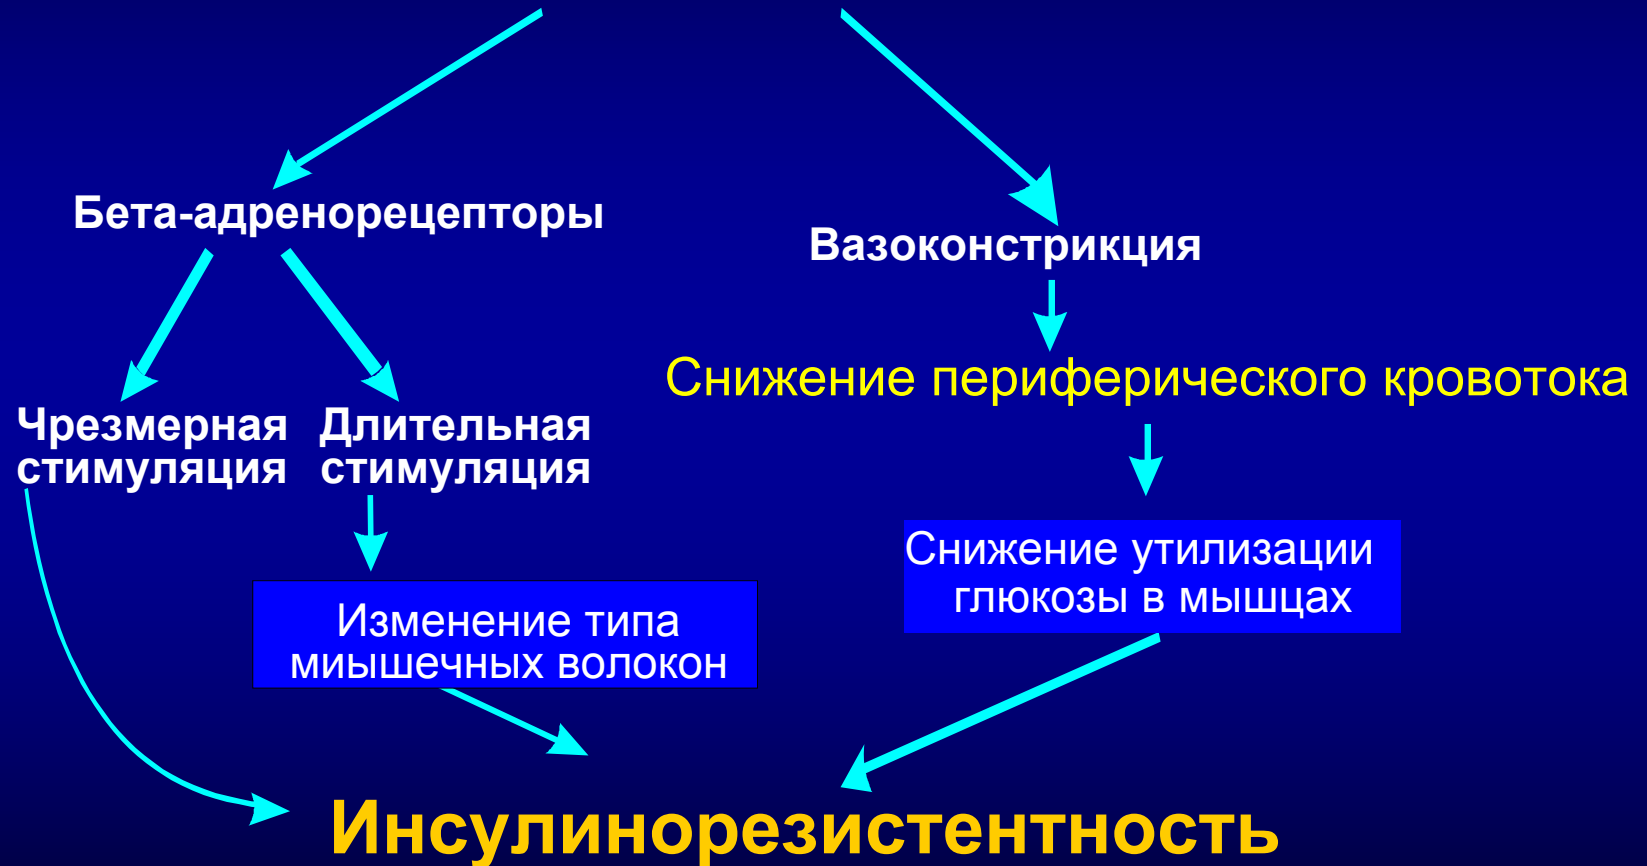 Бета-адренорецепторы
Вазоконстрикция
Снижение периферического кровотока
Чрезмерная
стимуляция
Длительная
стимуляция
Снижение утилизации
глюкозы в мышцах
Изменение типа
миышечных волокон
Инсулинорезистентность